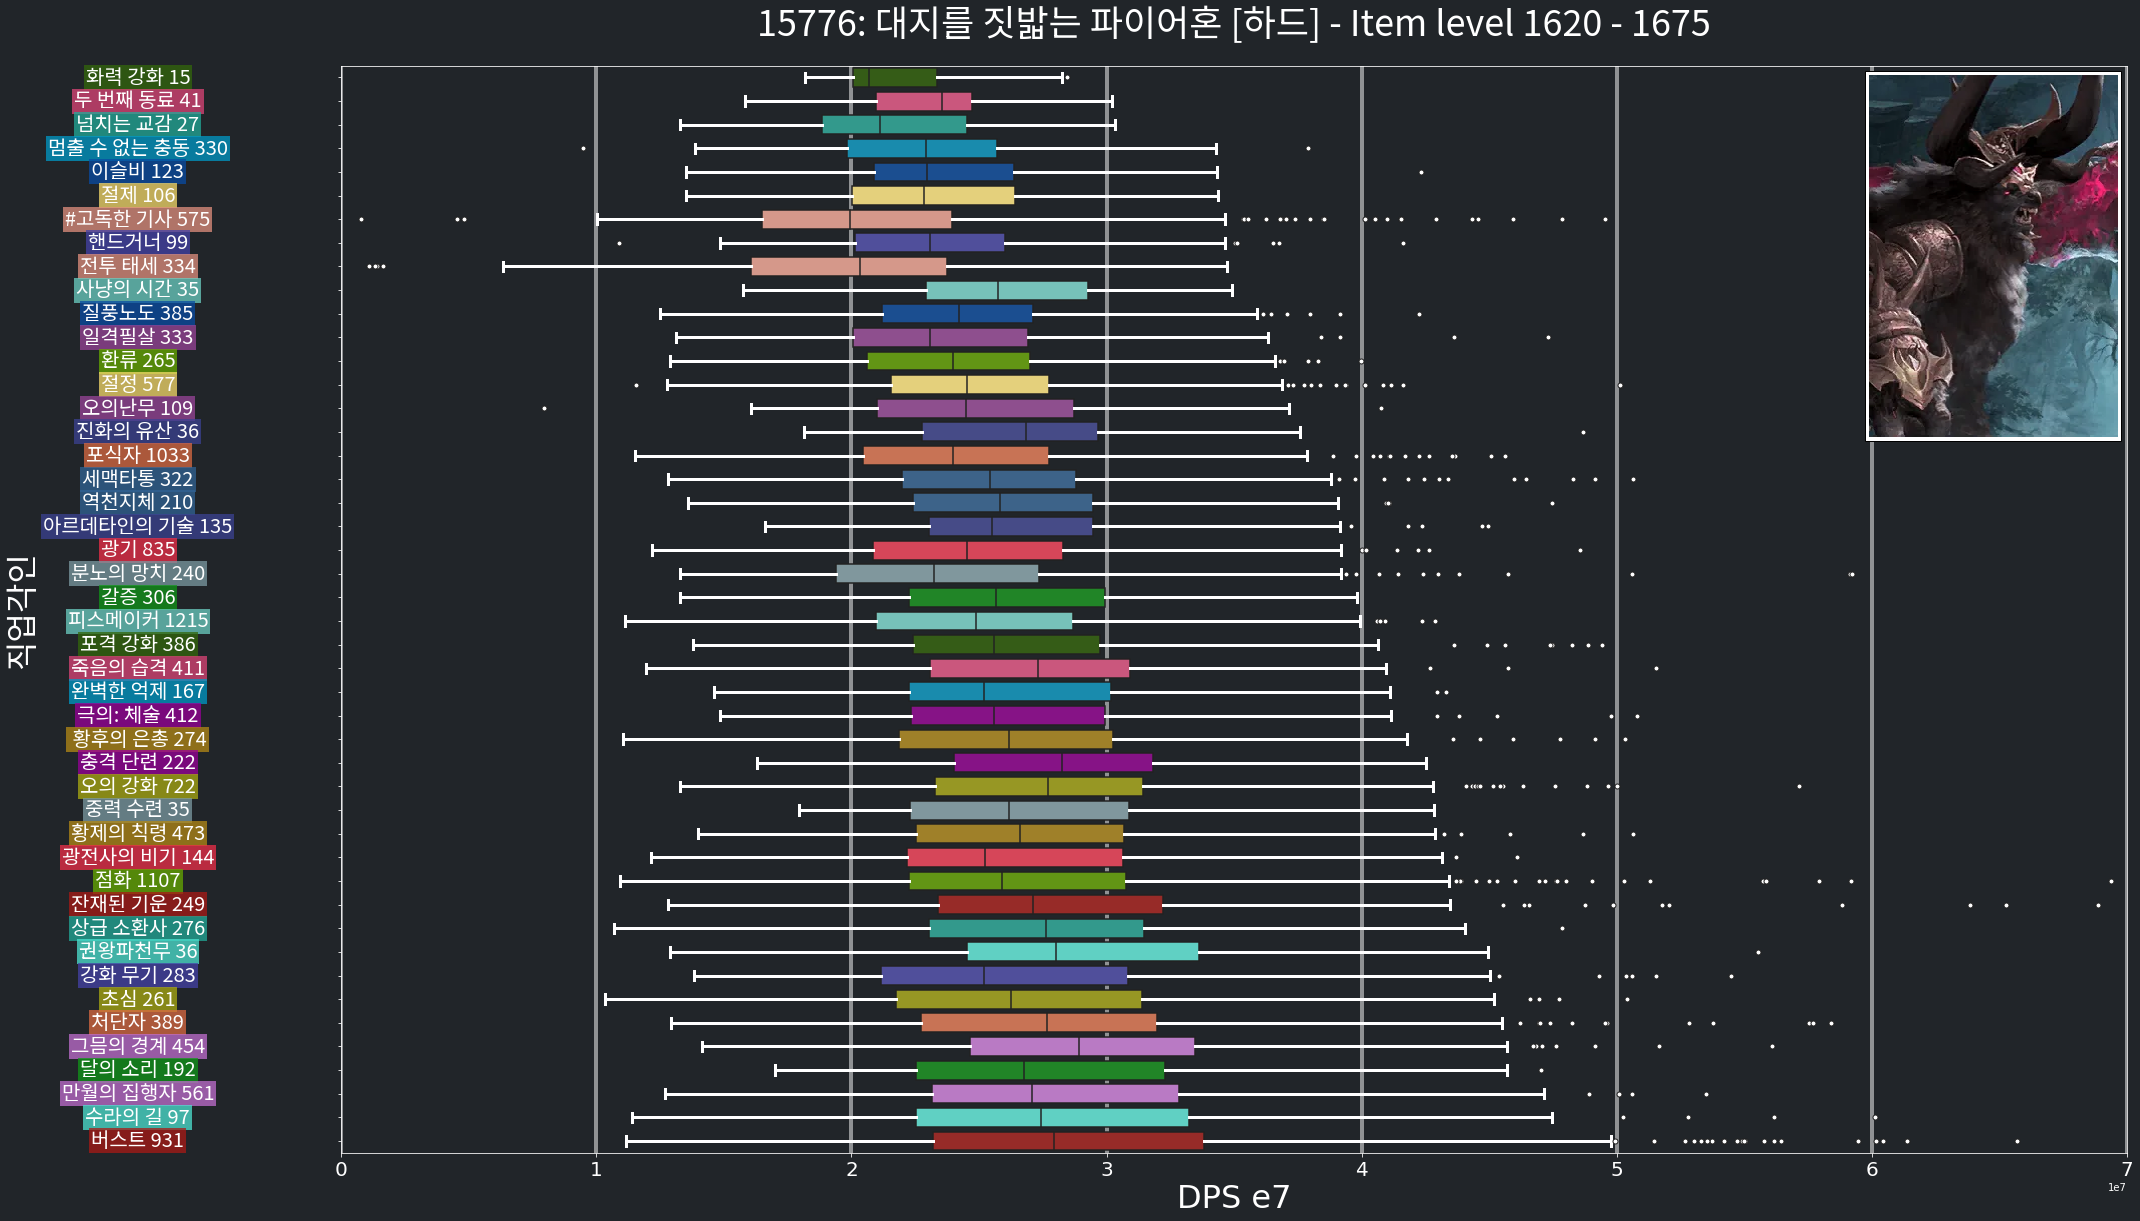 15776: 대지를 짓밟는 파이어혼 [하드] - Item level 1620 - 1675
화력 강화 15
두 번째 동료 41
넘치는 교감 27
멈출 수 없는 충동 330
이슬비 123
절제 106
#고독한 기사 575
핸드거너 99
전투 태세 334
사냥의 시간 35
질풍노도 385
일격필살 333
환류 265
절정 577
오의난무 109
진화의 유산 36
포식자 1033
세맥타통 322
역천지체 210
아르데타인의 기술 135
광기 835
분노의 망치 240
갈증 306
피스메이커 1215
포격 강화 386
죽음의 습격 411
완벽한 억제 167
극의: 체술 412
황후의 은총 274
충격 단련 222
오의 강화 722
중력 수련 35
황제의 칙령 473
광전사의 비기 144
점화 1107
잔재된 기운 249
상급 소환사 276
권왕파천무 36
강화 무기 283
초심 261
처단자 389
그믐의 경계 454
달의 소리 192
만월의 집행자 561
수라의 길 97
버스트 931
직업각인
0 1 2 3 4 5 6 7
1e7
DPS e7